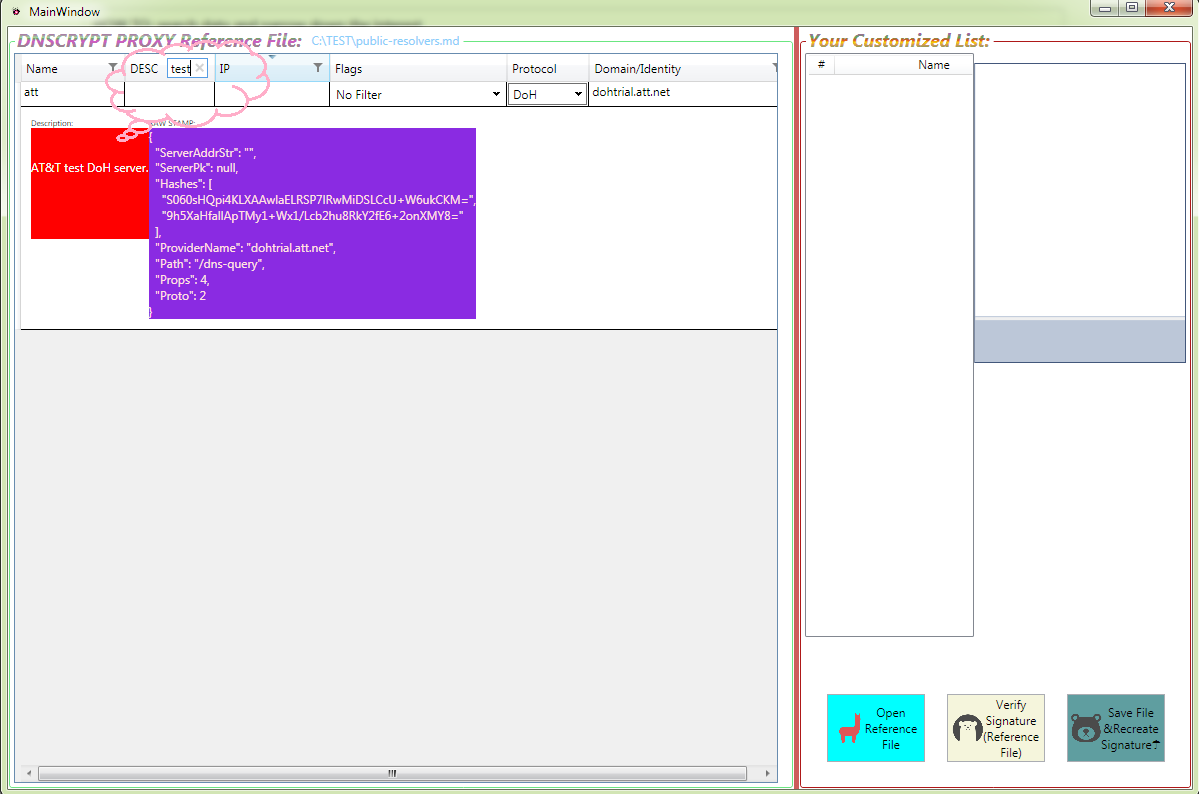 MainWindow
DNSCRYPT PROXY Reference File: C:\TEST\public-resolvers.md
Name DESC test IP Flags Protocol Domain/Identity
att No Filter DoH dohtrial.att.net
Description: RAW STAMP:
AT&T test DoH server.
{
"ServerAddrStr": "",
"ServerPk": null,
"Hashes": [
"S060sHQpi4KLXAAwIaELRSP7IRwMiDSLCcU+W6ukCKM=",
"9h5XaHfallApTMy1+Wx1/Lcb2hu8RkY2fE6+2onXMY8="
],
"ProviderName": "dohtrial.att.net",
"Path": "/dns-query",
"Props": 4,
"Proto": 2
}
Your Customized List:
# Name
Open
Reference
File
Verify
Signature
(Reference
File)
Save File
&Recreate
Signature↑